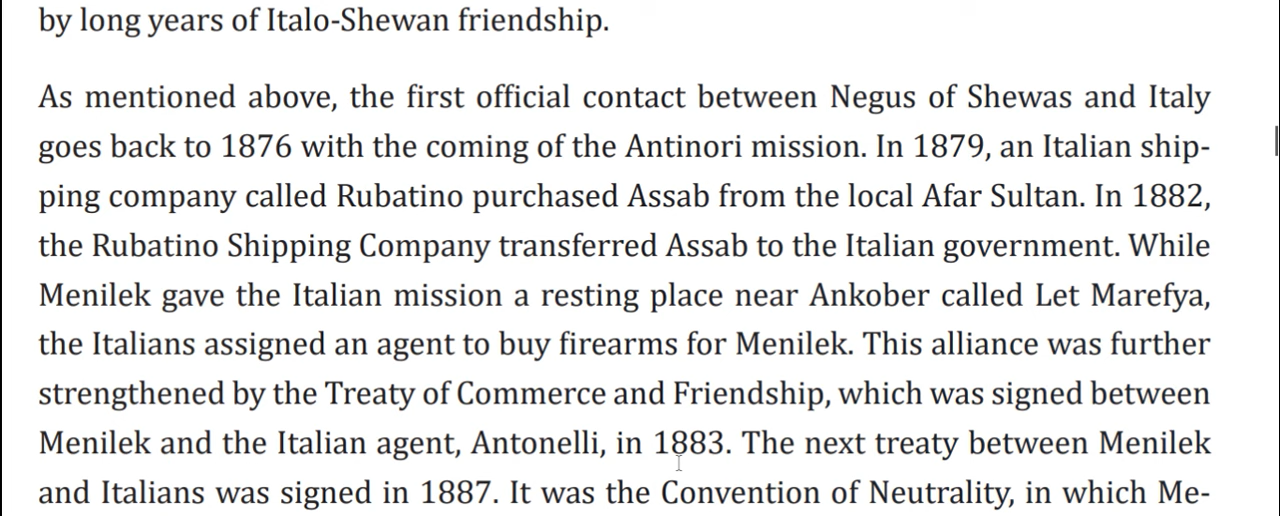 by long years of Italo-Shewan friendship.
As mentioned above, the first official contact between Negus of Shewas and Italy
goes back to 1876 with the coming of the Antinori mission. In 1879, an Italian ship-
ping company called Rubatino purchased Assab from the local Afar Sultan. In 1882,
the Rubatino Shipping Company transferred Assab to the Italian government. While
Menilek gave the Italian mission a resting place near Ankober called Let Marefya,
the Italians assigned an agent to buy firearms for Menilek. This alliance was further
strengthened by the Treaty of Commerce and Friendship, which was signed between
Menilek and the Italian agent, Antonelli, in 1883. The next treaty between Menilek
and Italians was signed in 1887. It was the Convention of Neutrality, in which Me-